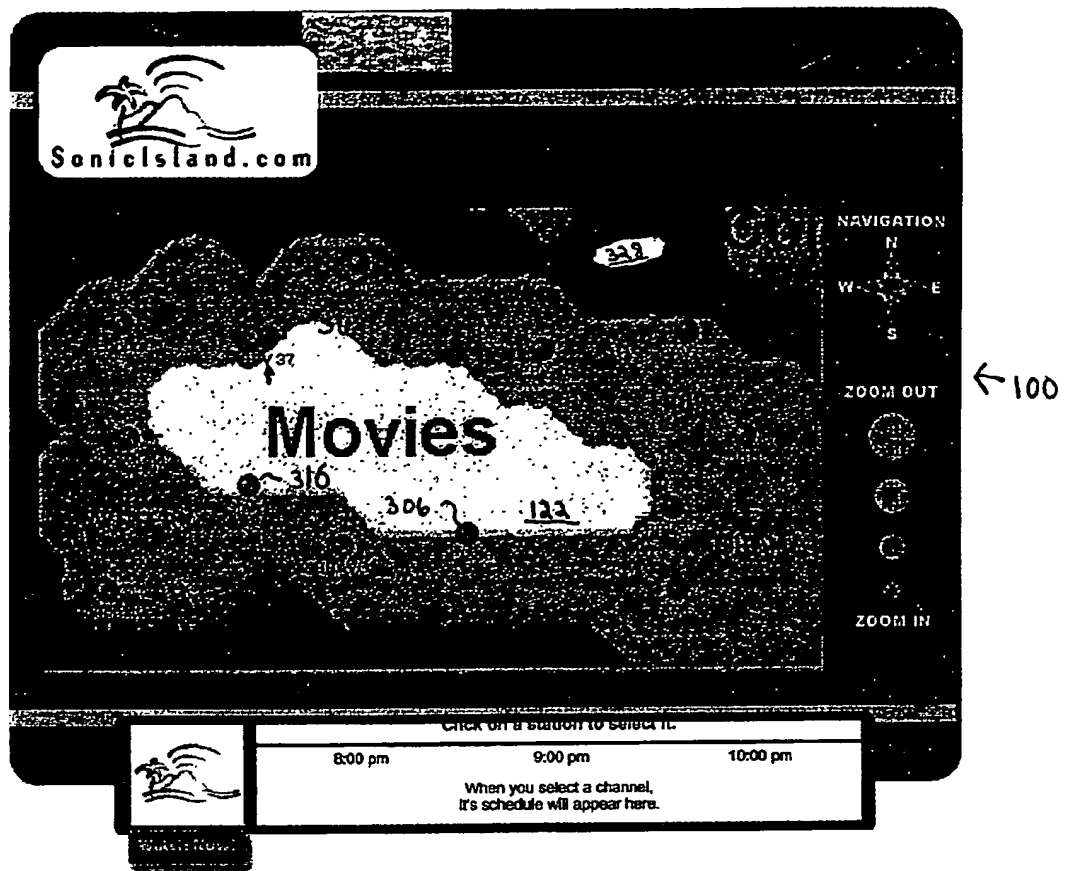 SonicIsland.com
328
NAVIGATION
N
W E
S
37
← 100
ZOOM OUT
Movies
316
306
122
ZOOM IN
Click on a station to select it.
8:00 pm 9:00 pm 10:00 pm
When you select a channel,
It's schedule will appear here.
Watch Now!